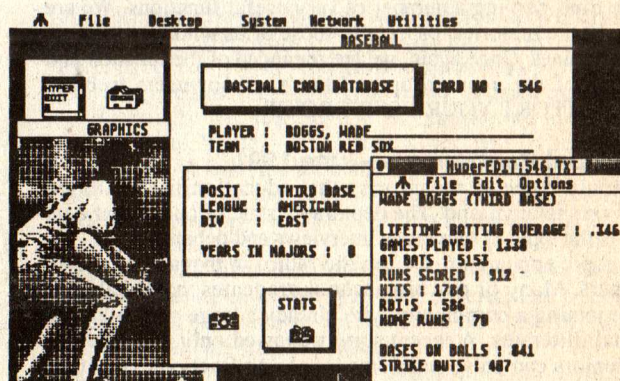 File Desktop System Network Utilities
BASEBALL
BASEBALL CARD DATABASE
CARD NO : 546
HYPER EDIT
GRAPHICS
PLAYER : BOGGS, WADE
TEAM : BOSTON RED SOX
POSIT : THIRD BASE
LEAGUE : AMERICAN
DIV : EAST
YEARS IN MAJORS : 8
STATS
HyperEDIT:546.TXT
File Edit Options
WADE BOGGS (THIRD BASE)
LIFETIME BATTING AVERAGE : .346
GAMES PLAYED : 1338
AT BATS : 5153
RUNS SCORED : 912
HITS : 1784
RBI'S : 586
HOME RUNS : 70
BASES ON BALLS : 841
STRIKE OUTS : 487